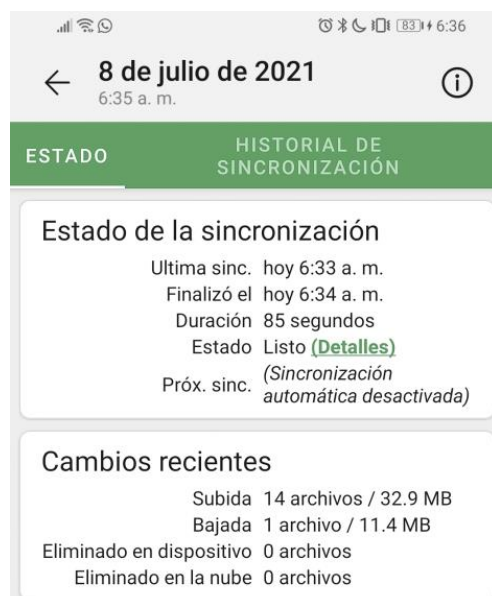 83 6:36
8 de julio de 2021
6:35 a. m.
ESTADO
HISTORIAL DE
SINCRONIZACIÓN
Estado de la sincronización
Ultima sinc. hoy 6:33 a. m.
Finalizó el hoy 6:34 a. m.
Duración 85 segundos
Estado Listo (Detalles)
Próx. sinc. (Sincronización
automática desactivada)
Cambios recientes
Subida 14 archivos / 32.9 MB
Bajada 1 archivo / 11.4 MB
Eliminado en dispositivo 0 archivos
Eliminado en la nube 0 archivos